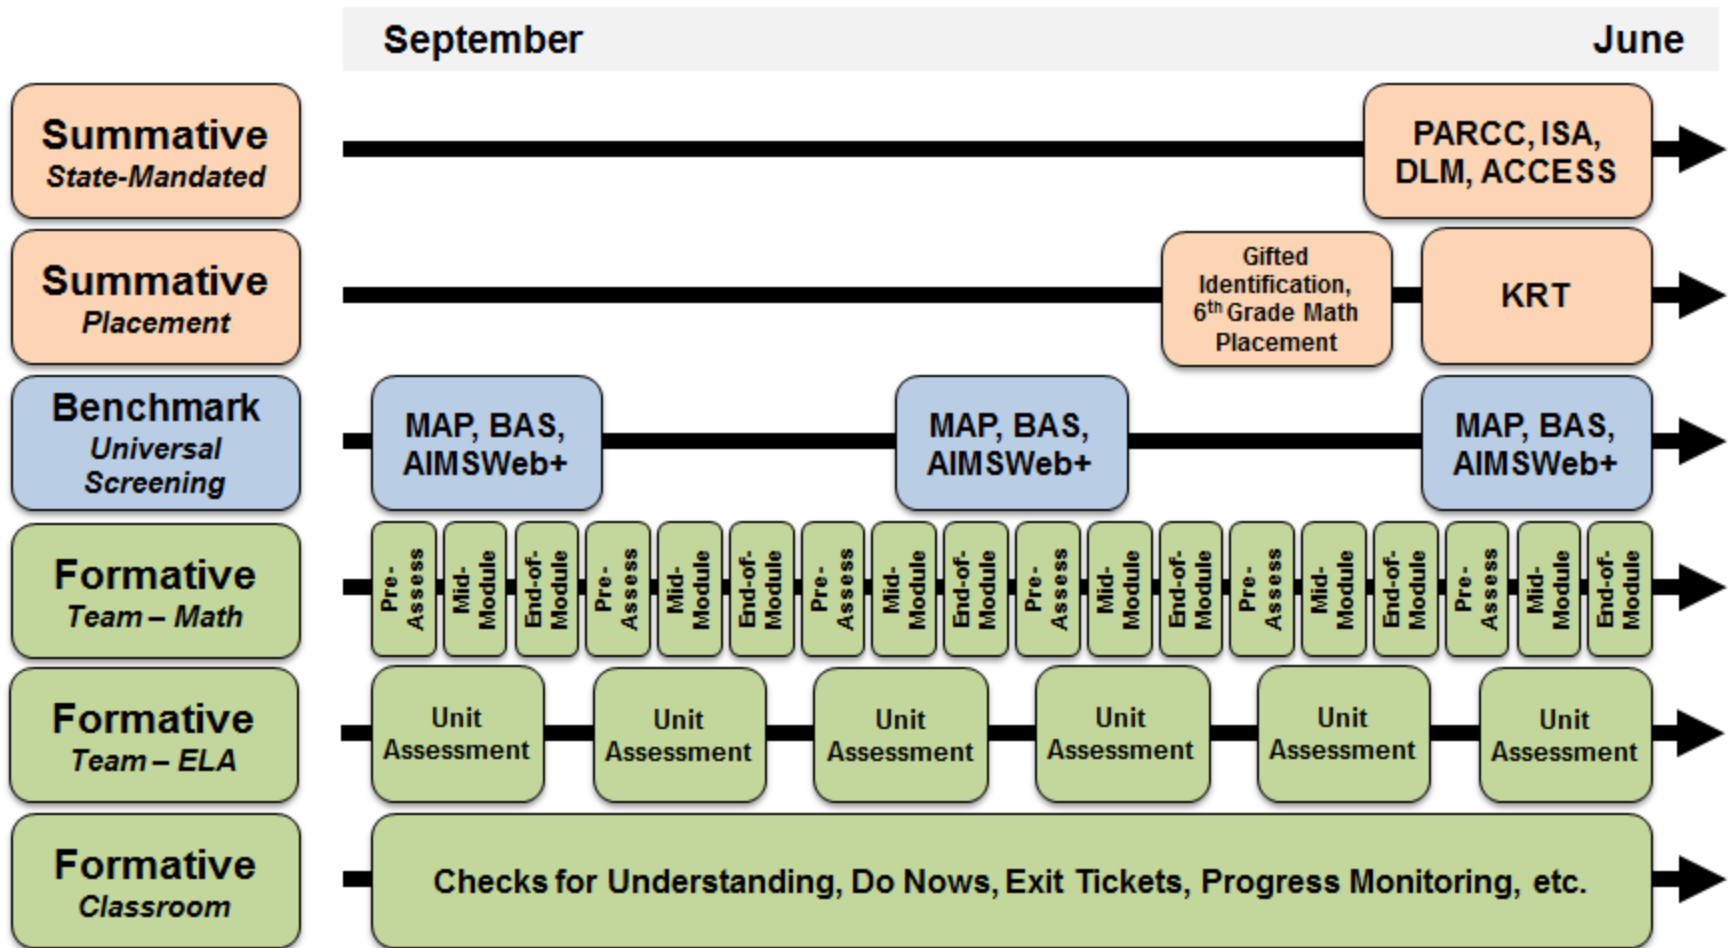 September June
Summative
State-Mandated
PARCC, ISA,
DLM, ACCESS
Summative
Placement
Gifted
Identification,
6th Grade Math
Placement
KRT
Benchmark
Universal
Screening
MAP, BAS,
AIMSWeb+
MAP, BAS,
AIMSWeb+
MAP, BAS,
AIMSWeb+
Formative
Team – Math
Pre-
Assess
Mid-
Module
End-of-
Module
Pre-
Assess
Mid-
Module
End-of-
Module
Pre-
Assess
Mid-
Module
End-of-
Module
Pre-
Assess
Mid-
Module
End-of-
Module
Pre-
Assess
Mid-
Module
End-of-
Module
Pre-
Assess
Mid-
Module
End-of-
Module
Formative
Team – ELA
Unit
Assessment
Unit
Assessment
Unit
Assessment
Unit
Assessment
Unit
Assessment
Unit
Assessment
Formative
Classroom
Checks for Understanding, Do Nows, Exit Tickets, Progress Monitoring, etc.